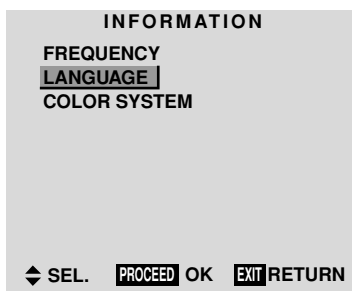 INFORMATION
FREQUENCY
LANGUAGE
COLOR SYSTEM
SEL. PROCEED OK EXIT RETURN